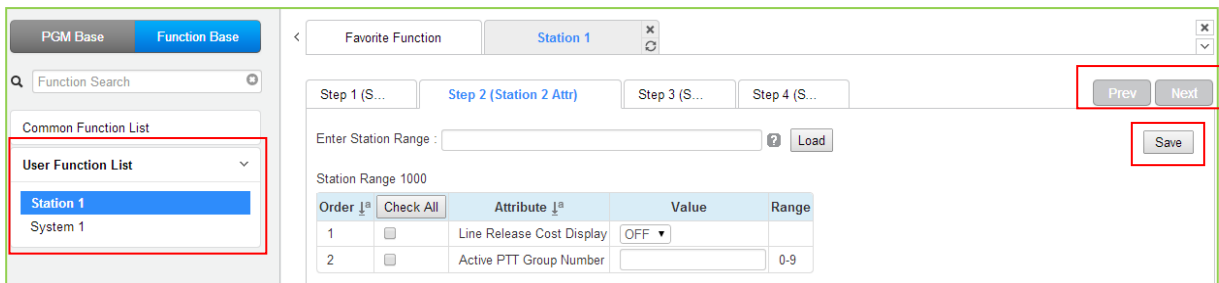 PGM Base Function Base
Function Search
Common Function List
User Function List
Station 1
System 1
Favorite Function Station 1
Step 1 (S... Step 2 (Station 2 Attr) Step 3 (S... Step 4 (S... Prev Next
Enter Station Range : ? Load Save
Station Range 1000
Order Check All Attribute Value Range
1 Line Release Cost Display OFF
2 Active PTT Group Number 0-9